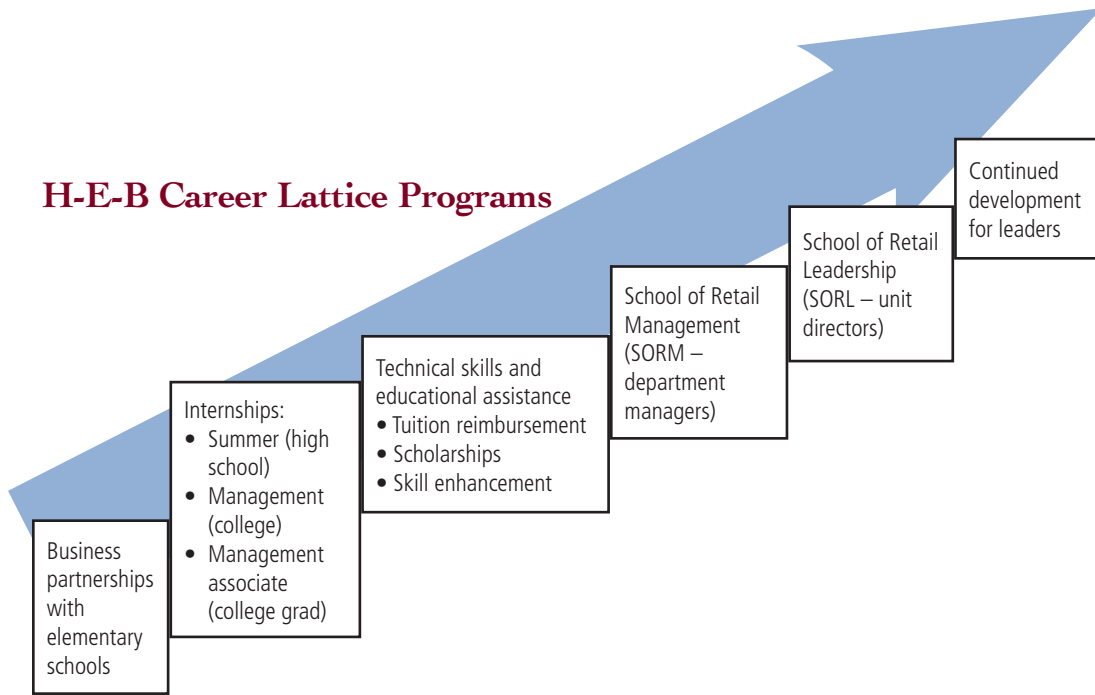 H-E-B Career Lattice Programs
Business
partnerships
with
elementary
schools
Internships:
• Summer (high
school)
• Management
(college)
• Management
associate
(college grad)
Technical skills and
educational assistance
• Tuition reimbursement
• Scholarships
• Skill enhancement
School of Retail
Management
(SORM –
department
managers)
School of Retail
Leadership
(SORL – unit
directors)
Continued
development
for leaders